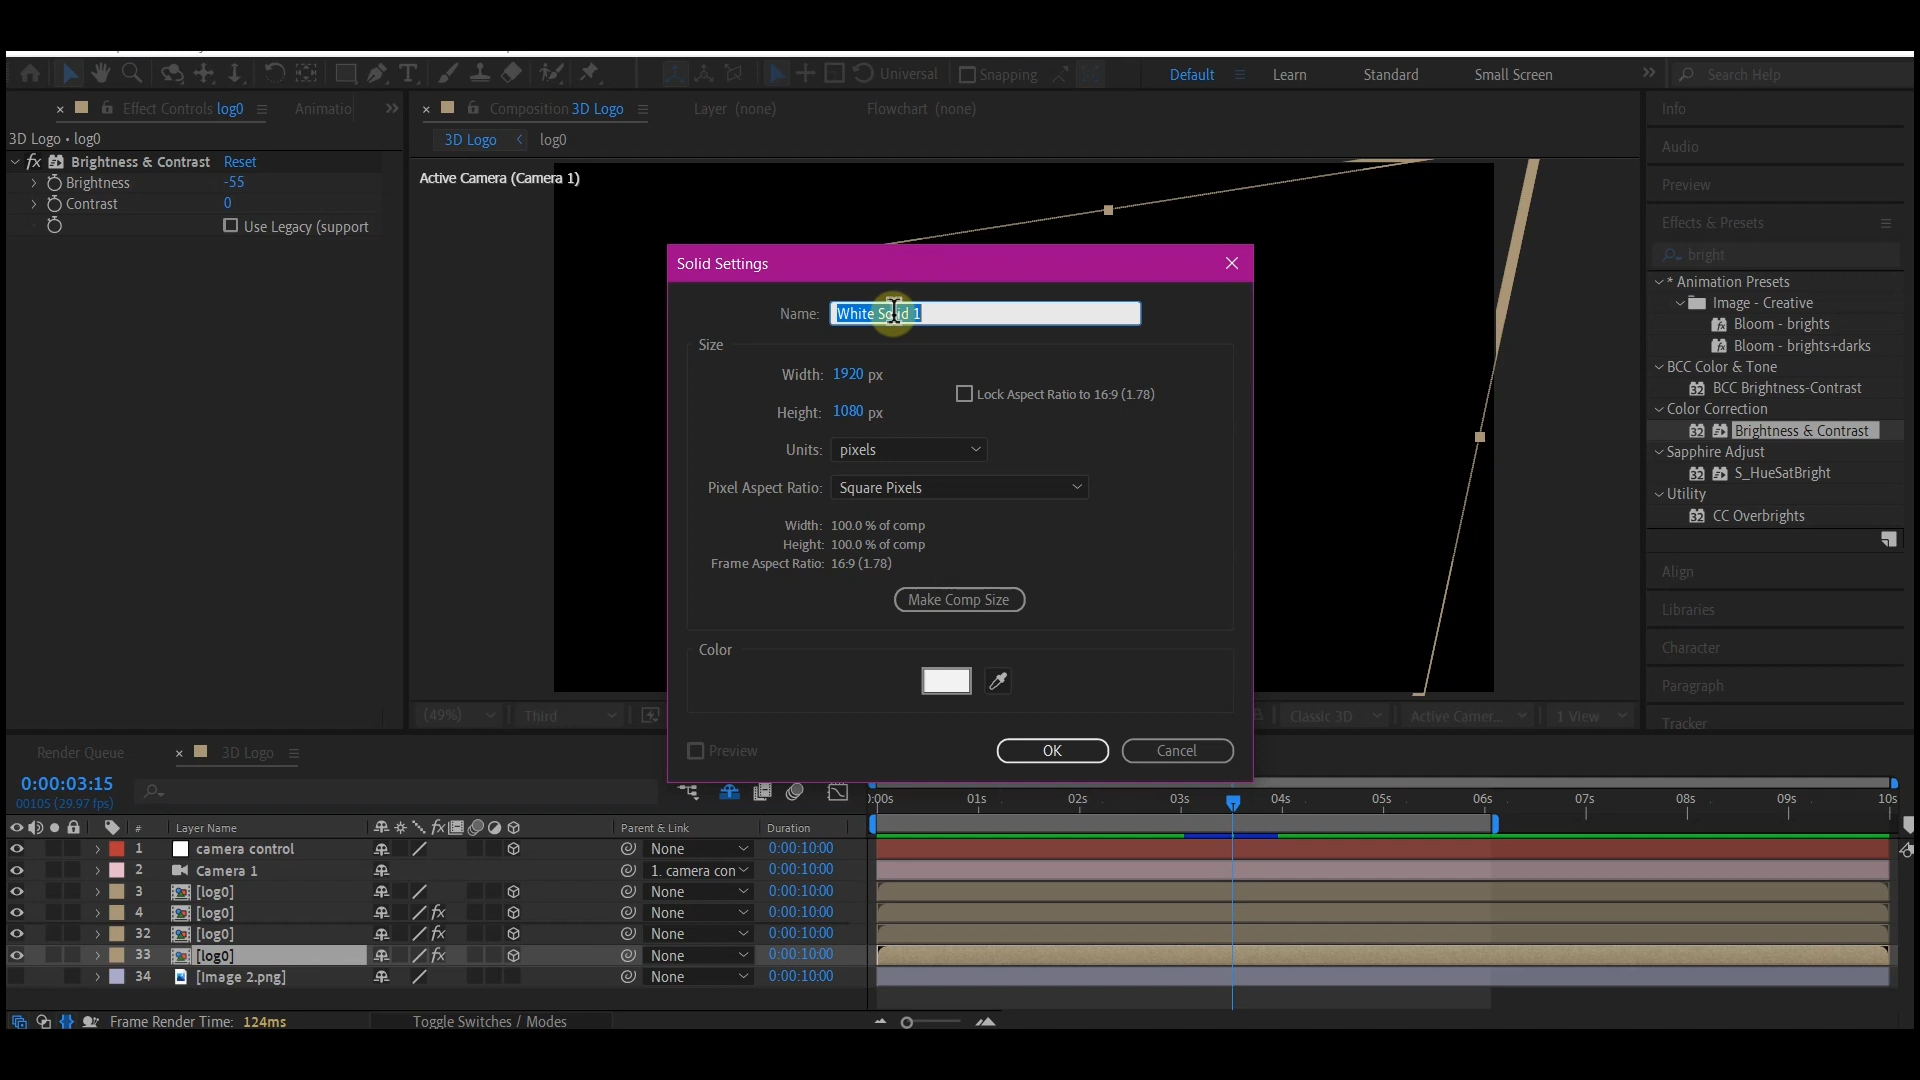 Universal
Snapping
Default
Learn
Standard
Small Screen
Search Help
Effect Controls log0
Animatio
Composition 3D Logo
Layer (none)
Flowchart (none)
Info
3D Logo • log0
3D Logo
log0
Audio
fx Brightness & Contrast Reset
Brightness -55
Contrast 0
Use Legacy (support
Active Camera (Camera 1)
Preview
Effects & Presets
bright
* Animation Presets
Image - Creative
Bloom - brights
Bloom - brights+darks
BCC Color & Tone
BCC Brightness-Contrast
Color Correction
Brightness & Contrast
Sapphire Adjust
S_HueSatBright
Utility
CC Overbrights
Align
Libraries
Character
Paragraph
Tracker
Solid Settings
Name: White Solid 1
Size
Width: 1920 px
Lock Aspect Ratio to 16:9 (1.78)
Height: 1080 px
Units: pixels
Pixel Aspect Ratio: Square Pixels
Width: 100.0 % of comp
Height: 100.0 % of comp
Frame Aspect Ratio: 16:9 (1.78)
Make Comp Size
Color
Preview
OK
Cancel
(49%)
Third
Classic 3D
Active Camer...
1 View
Render Queue
3D Logo
0:00:03:15
00105 (29.97 fps)
# Layer Name Parent & Link Duration
0:00s 01s 02s 03s 04s 05s 06s 07s 08s 09s 10s
1 camera control None 0:00:10:00
2 Camera 1 1. camera con 0:00:10:00
3 [log0] None 0:00:10:00
4 [log0] fx None 0:00:10:00
32 [log0] fx None 0:00:10:00
33 [log0] fx None 0:00:10:00
34 [Image 2.png] None 0:00:10:00
Frame Render Time: 124ms
Toggle Switches / Modes